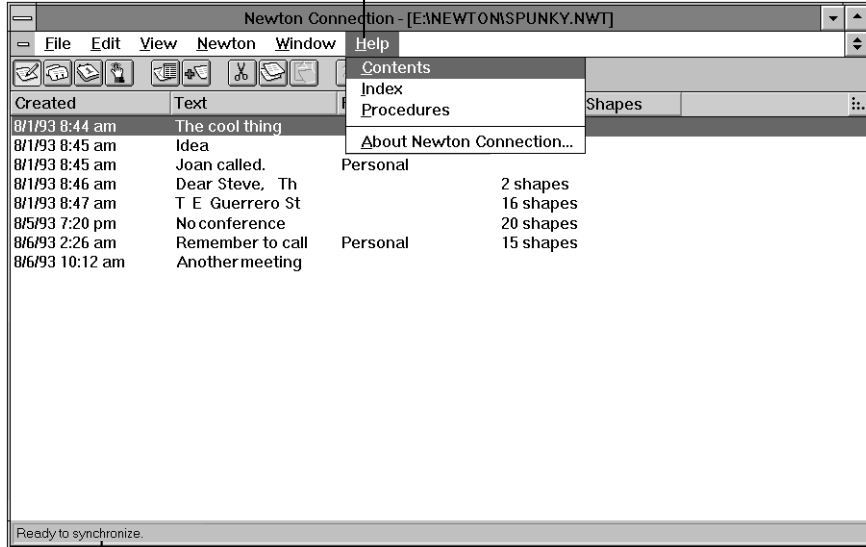 Newton Connection - [E:\NEWTON\SPUNKY.NWT]
File Edit View Newton Window Help
Contents
Index
Procedures
About Newton Connection...
Created Text Shapes
8/1/93 8:44 am The cool thing
8/1/93 8:45 am Idea
8/1/93 8:45 am Joan called. Personal
8/1/93 8:46 am Dear Steve, Th 2 shapes
8/1/93 8:47 am T E Guerrero St 16 shapes
8/5/93 7:20 pm No conference 20 shapes
8/6/93 2:26 am Remember to call Personal 15 shapes
8/6/93 10:12 am Another meeting
Ready to synchronize.